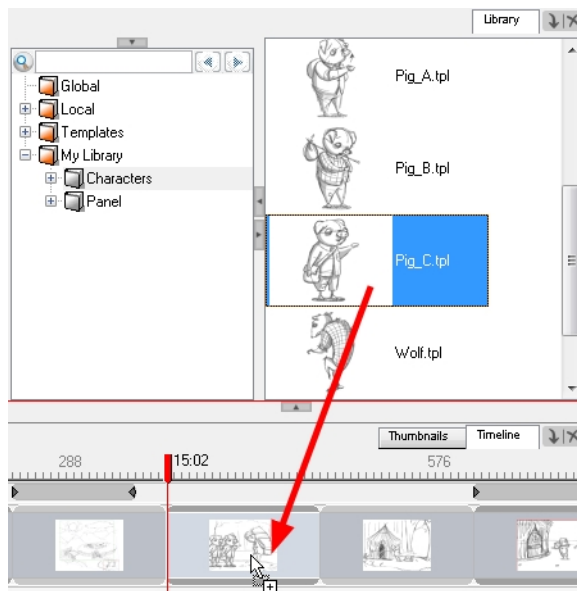 Library
Global
Local
Templates
My Library
Characters
Panel
Pig_A.tpl
Pig_B.tpl
Pig_C.tpl
Wolf.tpl
Thumbnails Timeline
288 15:02 576